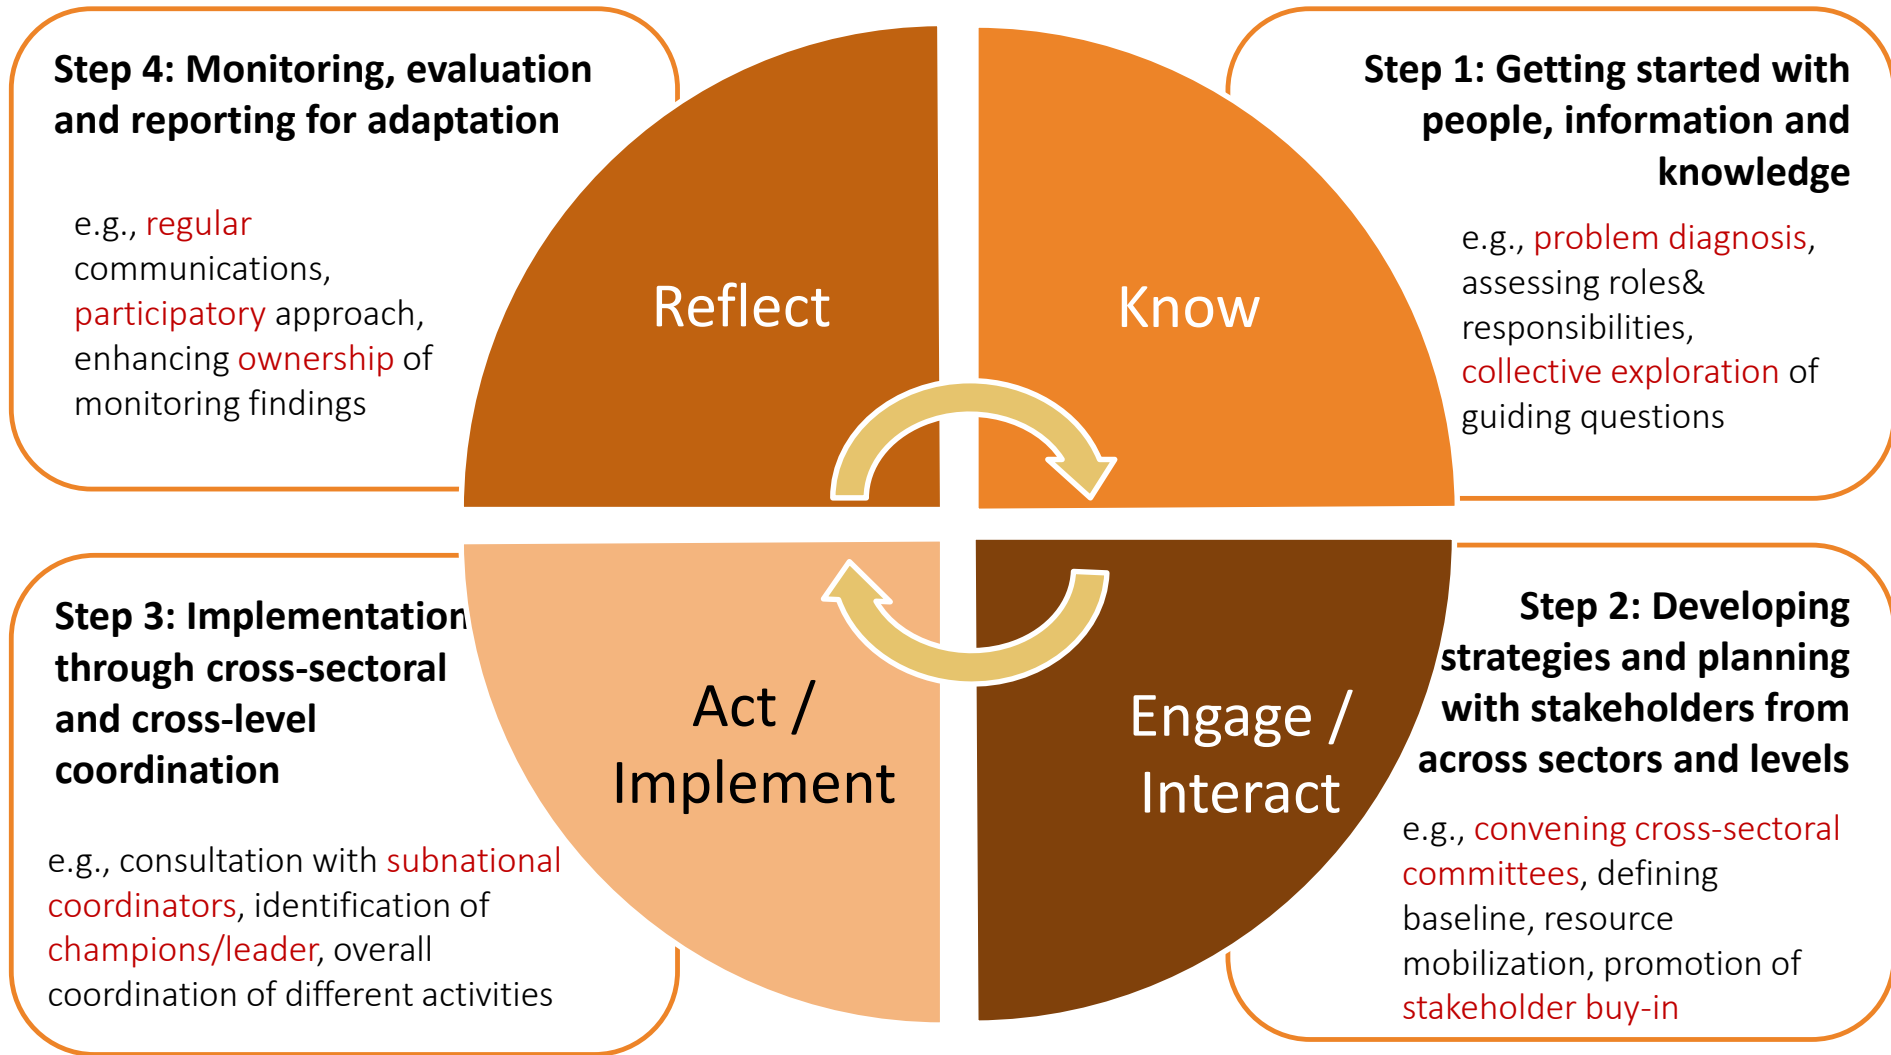 Step 4: Monitoring, evaluation
and reporting for adaptation
e.g., regular
communications,
participatory approach,
enhancing ownership of
monitoring findings
Reflect
Know
Step 1: Getting started with
people, information and
knowledge
e.g., problem diagnosis,
assessing roles&
responsibilities,
collective exploration of
guiding questions
Step 3: Implementation
through cross-sectoral
and cross-level
coordination
e.g., consultation with subnational
coordinators, identification of
champions/leader, overall
coordination of different activities
Act /
Implement
Engage /
Interact
Step 2: Developing
strategies and planning
with stakeholders from
across sectors and levels
e.g., convening cross-sectoral
committees, defining
baseline, resource
mobilization, promotion of
stakeholder buy-in